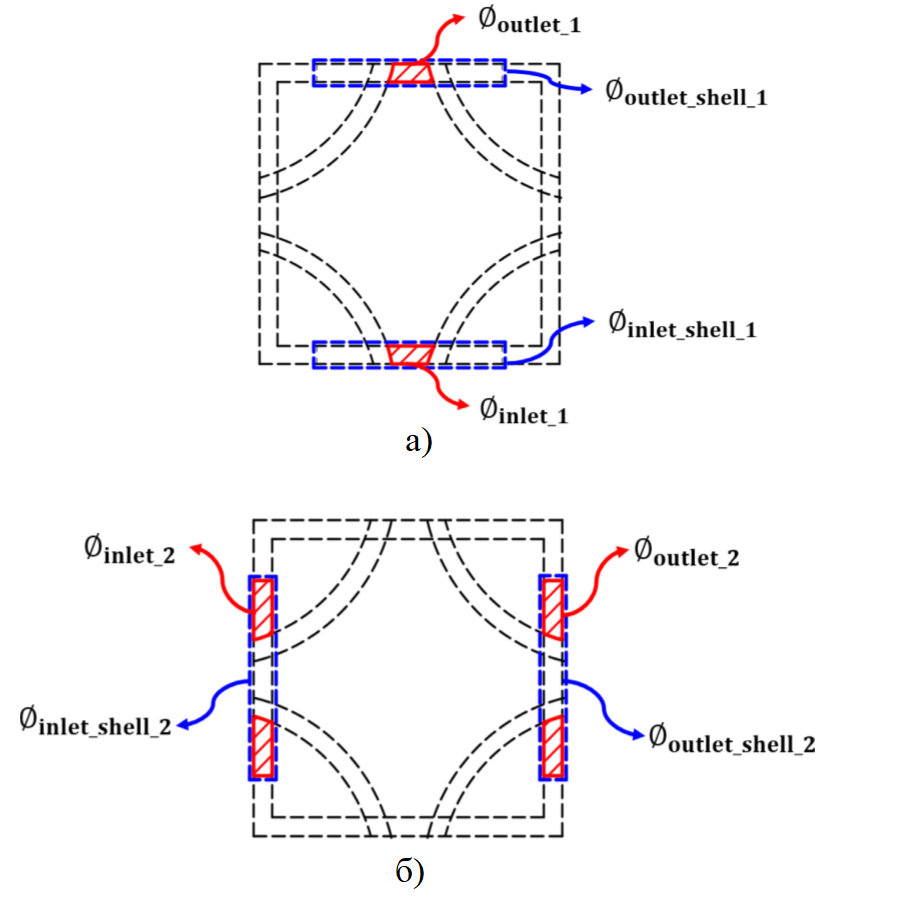 ∅outlet_1
∅outlet_shell_1
∅inlet_shell_1
∅inlet_1
а)
∅inlet_2
∅outlet_2
∅inlet_shell_2
∅outlet_shell_2
б)